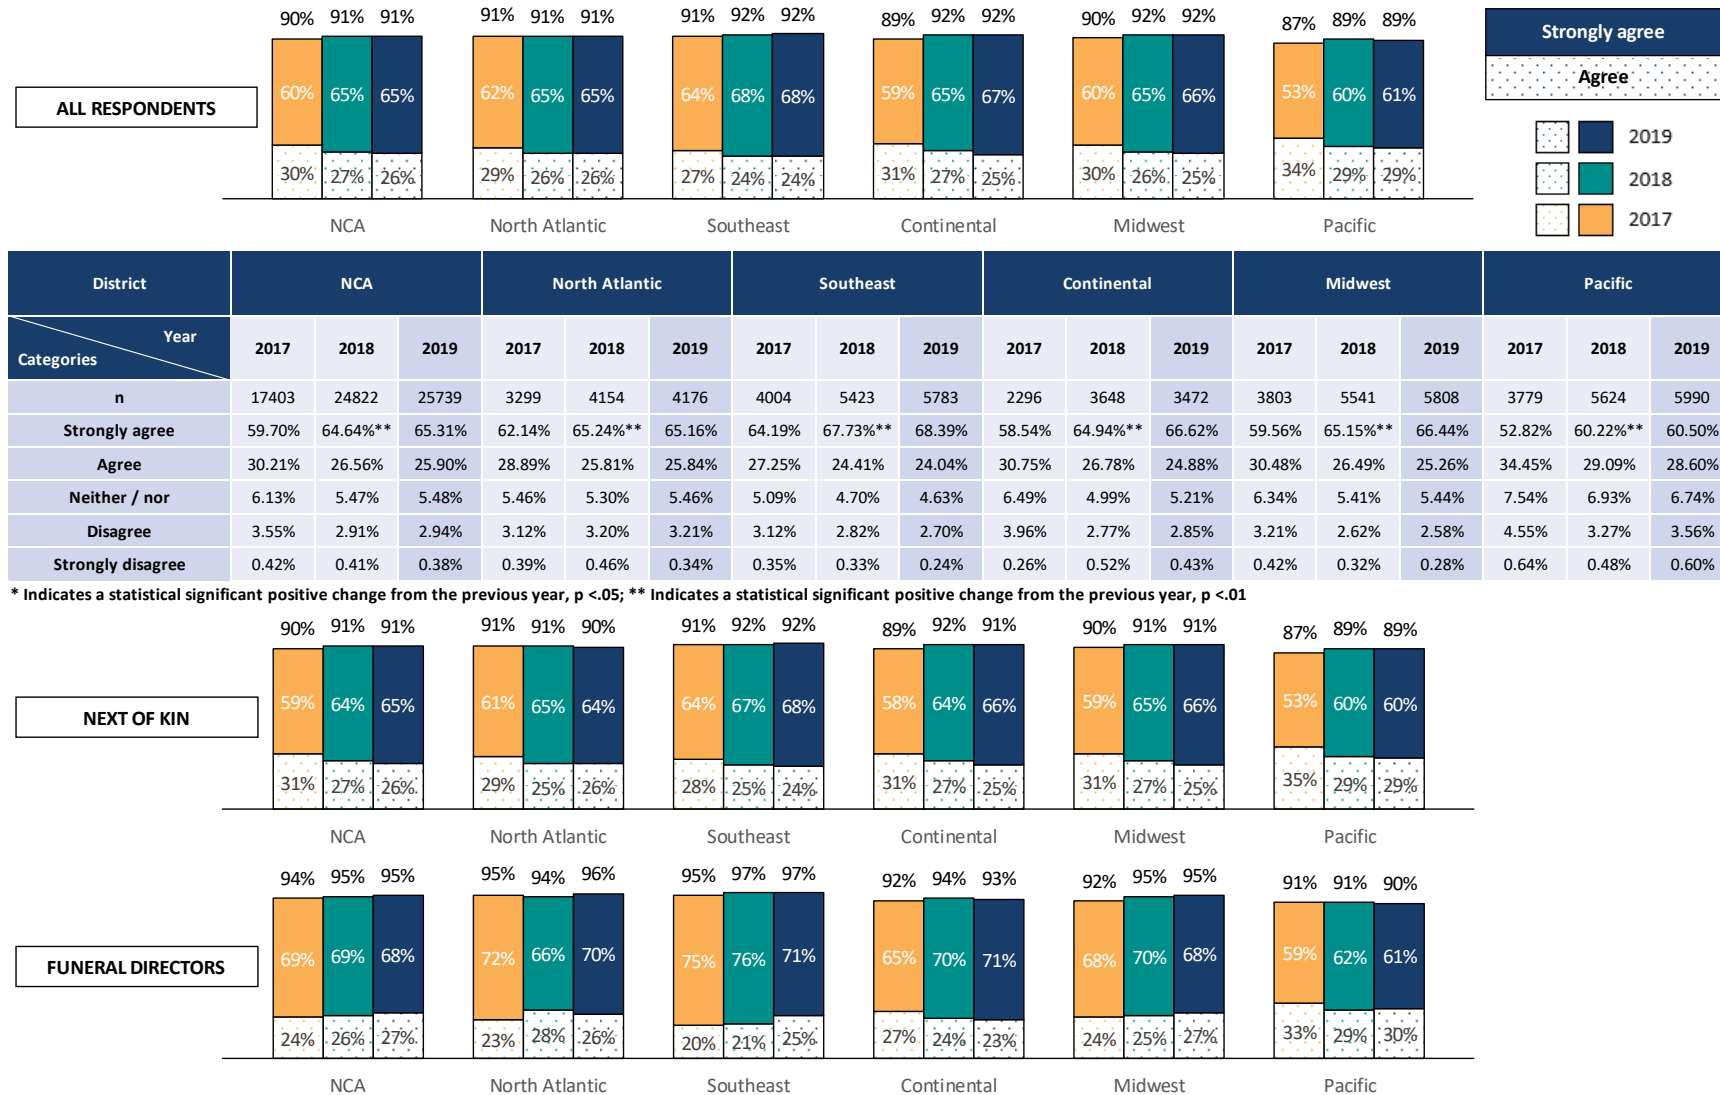 90% 91% 91% 91% 91% 91% 91% 92% 92% 89% 92% 92% 90% 92% 92% 87% 89% 89%
Strongly agree
Agree
ALL RESPONDENTS
60% 65% 65% 62% 65% 65% 64% 68% 68% 59% 65% 67% 60% 65% 66% 53% 60% 61%
2019
30% 27% 26% 29% 26% 26% 27% 24% 24% 31% 27% 25% 30% 26% 25% 34% 29% 29%
2018
2017
NCA North Atlantic Southeast Continental Midwest Pacific
District NCA North Atlantic Southeast Continental Midwest Pacific
Year
Categories
2017 2018 2019 2017 2018 2019 2017 2018 2019 2017 2018 2019 2017 2018 2019 2017 2018 2019
n 17403 24822 25739 3299 4154 4176 4004 5423 5783 2296 3648 3472 3803 5541 5808 3779 5624 5990
Strongly agree 59.70% 64.64%** 65.31% 62.14% 65.24%** 65.16% 64.19% 67.73%** 68.39% 58.54% 64.94%** 66.62% 59.56% 65.15%** 66.44% 52.82% 60.22%** 60.50%
Agree 30.21% 26.56% 25.90% 28.89% 25.81% 25.84% 27.25% 24.41% 24.04% 30.75% 26.78% 24.88% 30.48% 26.49% 25.26% 34.45% 29.09% 28.60%
Neither / nor 6.13% 5.47% 5.48% 5.46% 5.30% 5.46% 5.09% 4.70% 4.63% 6.49% 4.99% 5.21% 6.34% 5.41% 5.44% 7.54% 6.93% 6.74%
Disagree 3.55% 2.91% 2.94% 3.12% 3.20% 3.21% 3.12% 2.82% 2.70% 3.96% 2.77% 2.85% 3.21% 2.62% 2.58% 4.55% 3.27% 3.56%
Strongly disagree 0.42% 0.41% 0.38% 0.39% 0.46% 0.34% 0.35% 0.33% 0.24% 0.26% 0.52% 0.43% 0.42% 0.32% 0.28% 0.64% 0.48% 0.60%
* Indicates a statistical significant positive change from the previous year, p <.05; ** Indicates a statistical significant positive change from the previous year, p <.01
90% 91% 91% 91% 91% 90% 91% 92% 92% 89% 92% 91% 90% 91% 91% 87% 89% 89%
NEXT OF KIN
59% 64% 65% 61% 65% 64% 64% 67% 68% 58% 64% 66% 59% 65% 66% 53% 60% 60%
31% 27% 26% 29% 25% 26% 28% 25% 24% 31% 27% 25% 31% 27% 25% 35% 29% 29%
NCA North Atlantic Southeast Continental Midwest Pacific
94% 95% 95% 95% 94% 96% 95% 97% 97% 92% 94% 93% 92% 95% 95% 91% 91% 90%
FUNERAL DIRECTORS
69% 69% 68% 72% 66% 70% 75% 76% 71% 65% 70% 71% 68% 70% 68% 59% 62% 61%
24% 26% 27% 23% 28% 26% 20% 21% 25% 27% 24% 23% 24% 25% 27% 33% 29% 30%
NCA North Atlantic Southeast Continental Midwest Pacific